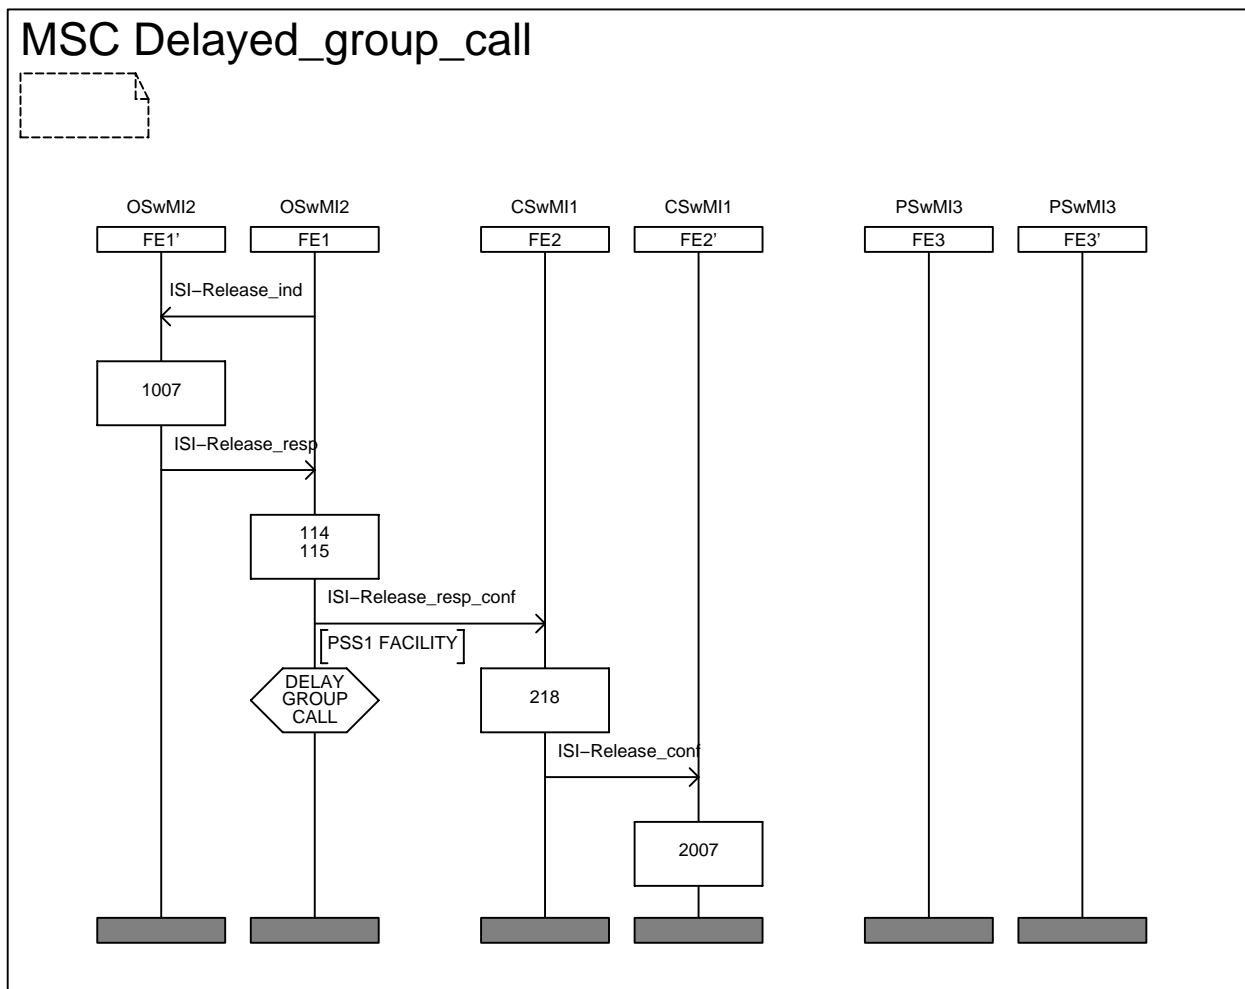 MSC Delayed_group_call
OSwMI2 OSwMI2 CSwMI1 CSwMI1 PSwMI3 PSwMI3
FE1’ FE1 FE2 FE2’ FE3 FE3’
ISI−Release_ind
1007
ISI−Release_resp
114
115
ISI−Release_resp_conf
PSS1 FACILITY
DELAY
GROUP
CALL
218
ISI−Release_conf
2007